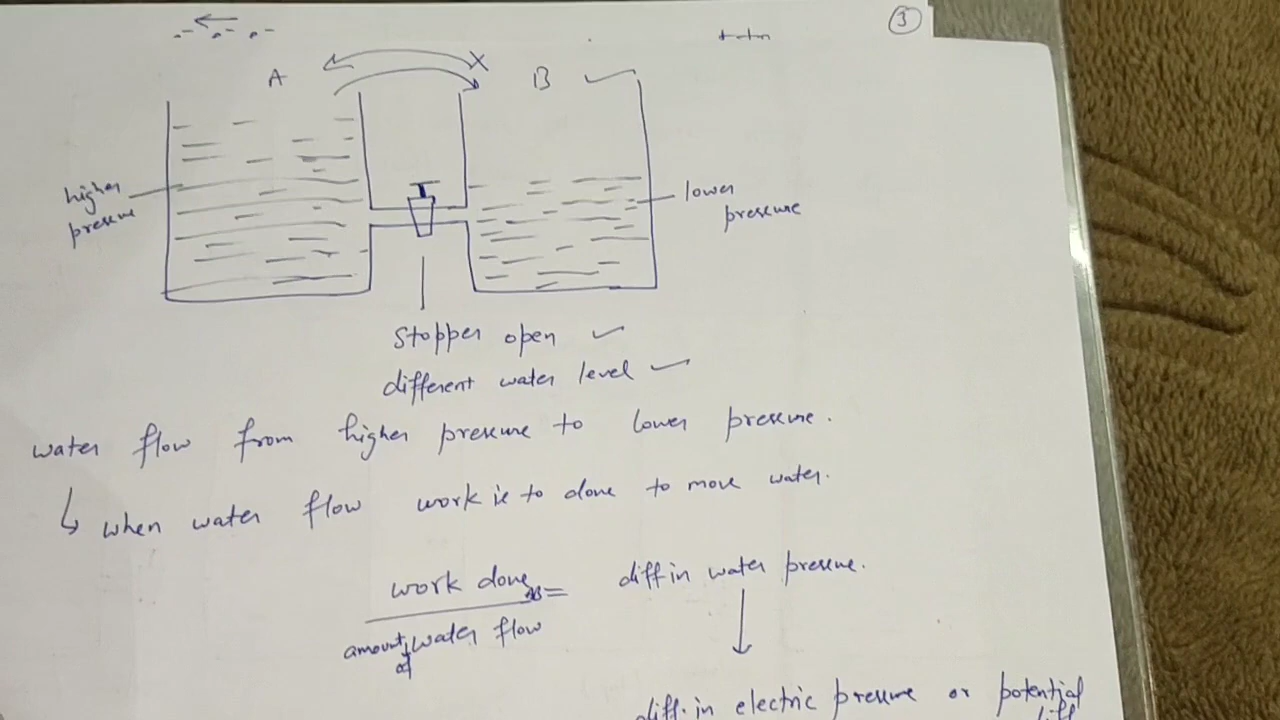 3
A
B
higher
pressure
lower
pressure
stopper open
different water level
water flow from higher pressure to lower pressure.
when water flow work is to done to move water.
work done = diff in water pressure.
amount of water flow
diff. in electric pressure or potential
diff